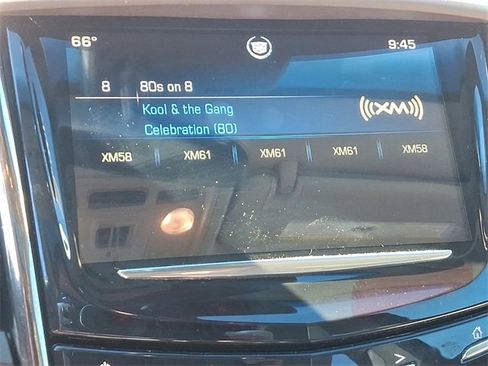 66° 9:45
8 80s on 8
Kool & the Gang
Celebration (80)
((XM))
XM58 XM61 XM61 XM61 XM58